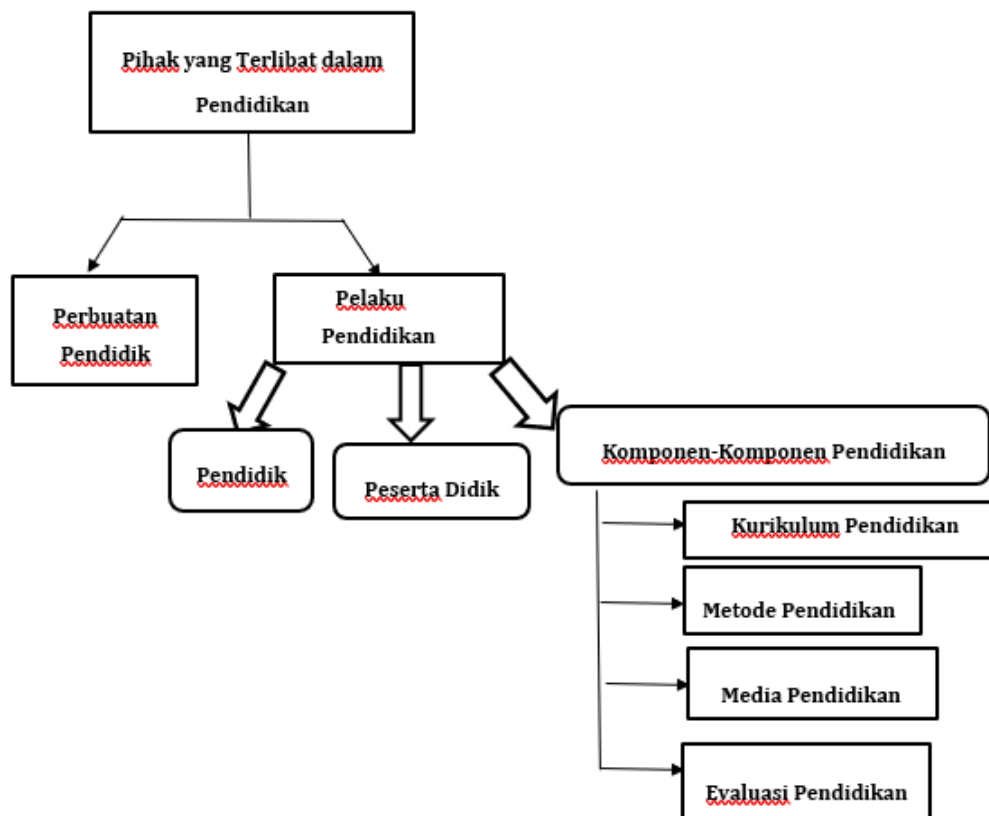 Pihak yang Terlibat dalam
Pendidikan
Perbuatan
Pendidik
Pelaku
Pendidikan
Pendidik
Peserta Didik
Komponen-Komponen Pendidikan
Kurikulum Pendidikan
Metode Pendidikan
Media Pendidikan
Evaluasi Pendidikan